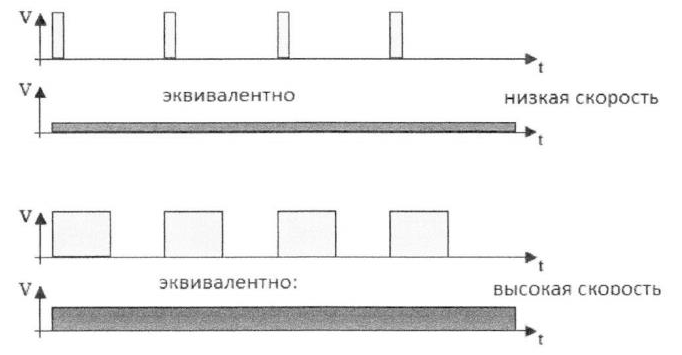 V
t
V
эквивалентно
низкая скорость
t
V
t
V
эквивалентно:
высокая скорость
t